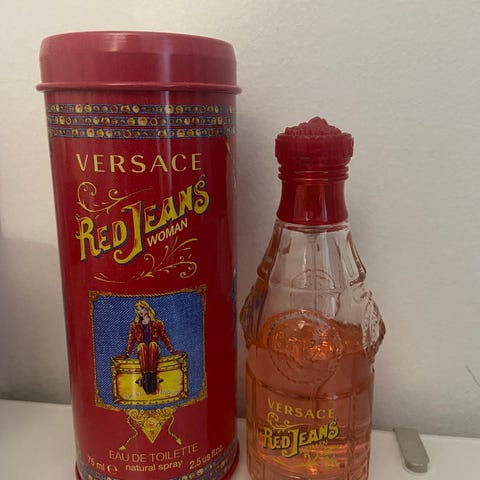 VERSACE
RED JEANS
WOMAN
EAU DE TOILETTE
75 ml e natural spray 2.5 us fl.oz.
VERSACE
RED JEANS
WOMAN